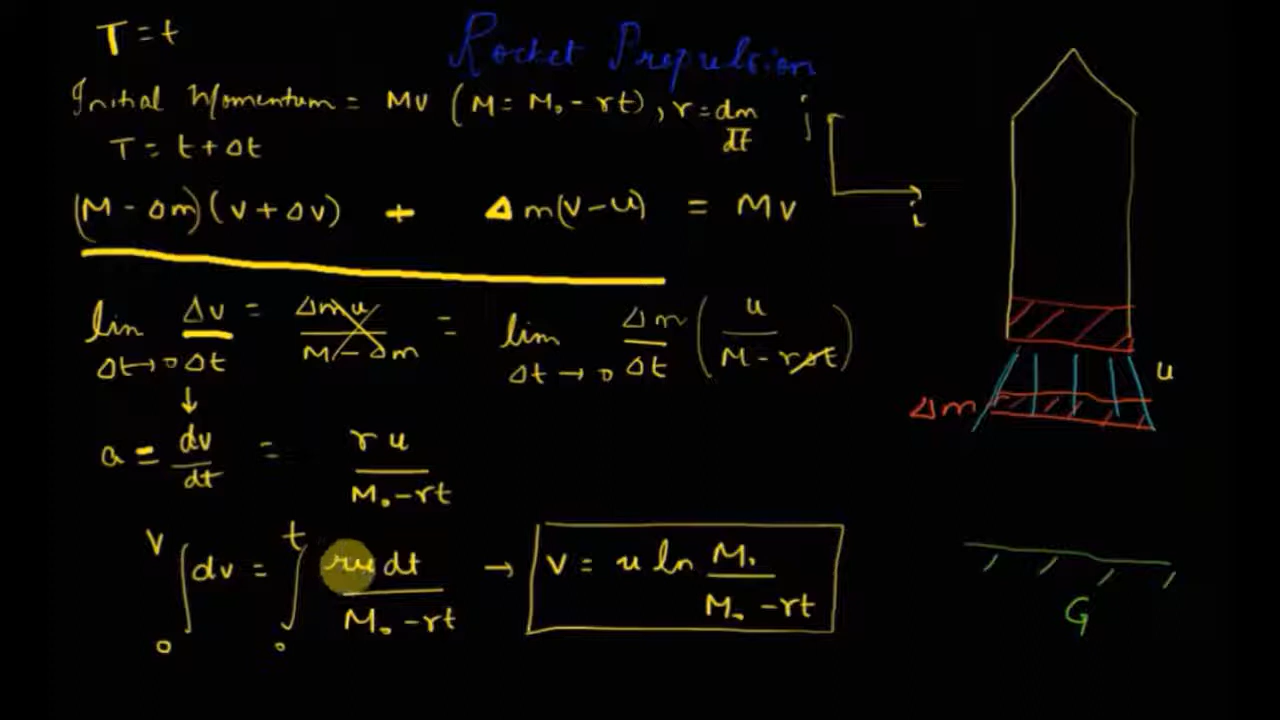 T = t
Rocket Propulsion
Initial Momentum = Mv (M = M₀ - rt), r = dm/dt
T = t + Δt
(M - Δm)(v + Δv) + Δm(v - u) = Mv
lim Δt→0 Δv/Δt = Δm u/(M - Δm) = lim Δt→0 Δm/Δt (u/(M - rΔt))
a = dv/dt = ru/(M₀ - rt)
∫₀ᵛ dv = ∫₀ᵗ ru dt/(M₀ - rt) → v = u ln M₀/(M₀ - rt)
j
i
u
Δm
G